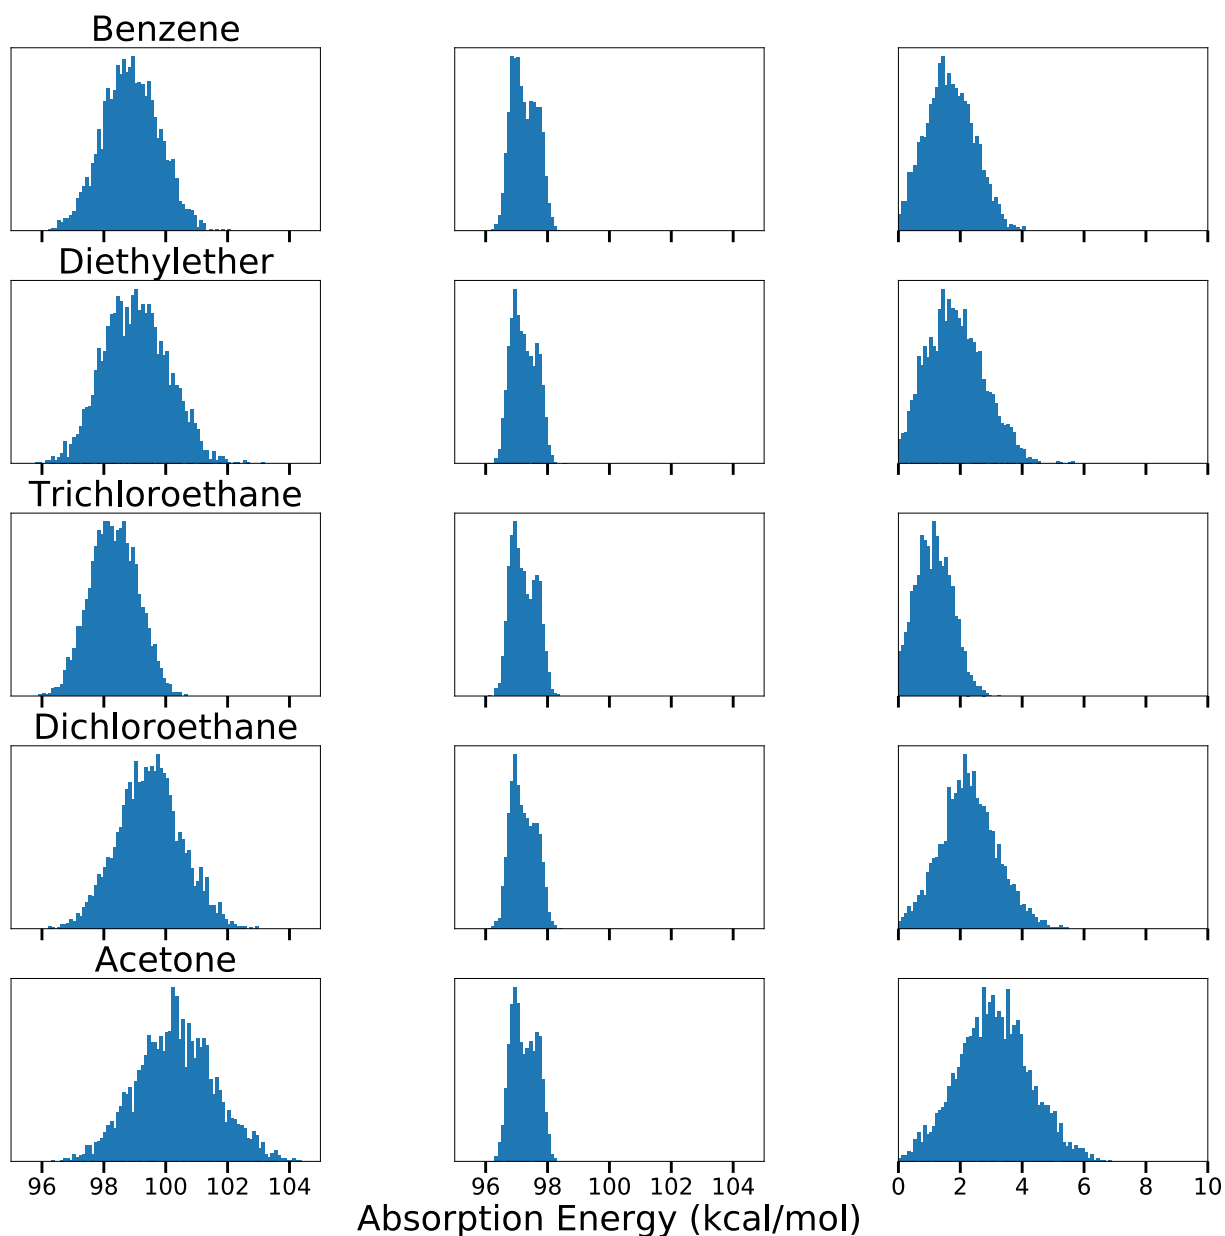 Benzene
Diethylether
Trichloroethane
Dichloroethane
Acetone
96 98 100 102 104 96 98 100 102 104 0 2 4 6 8 10
Absorption Energy (kcal/mol)